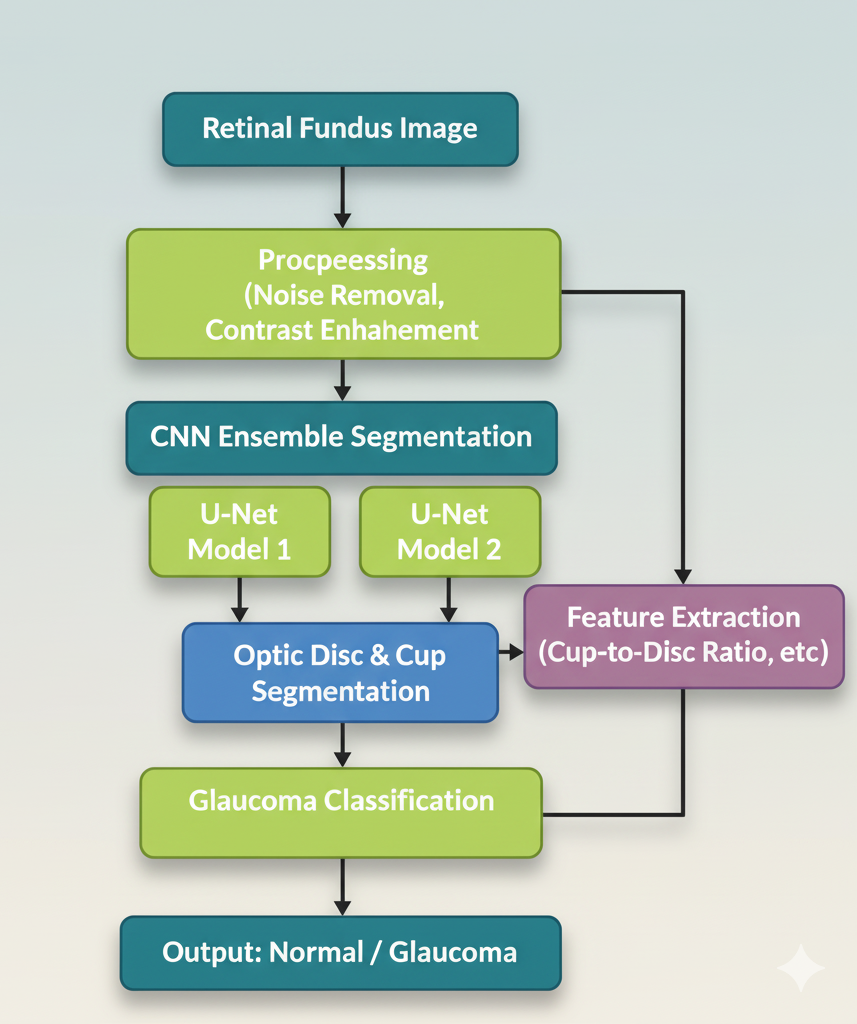 Retinal Fundus Image
Procpeessing
(Noise Removal,
Contrast Enhahement
CNN Ensemble Segmentation
U-Net
Model 1
U-Net
Model 2
Optic Disc & Cup
Segmentation
Feature Extraction
(Cup-to-Disc Ratio, etc)
Glaucoma Classification
Output: Normal / Glaucoma